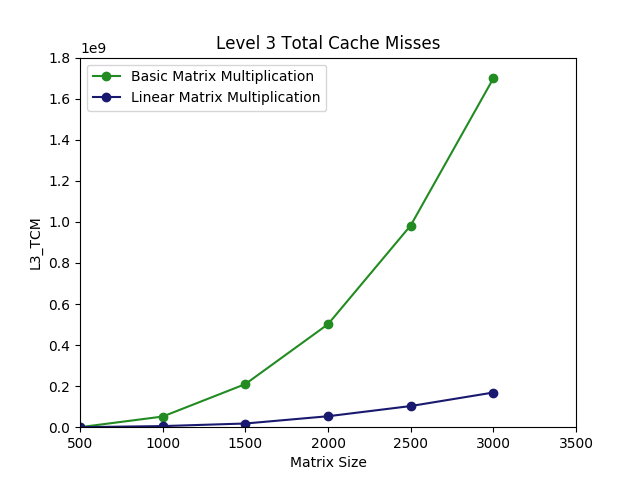 Level 3 Total Cache Misses
1e9
Basic Matrix Multiplication
Linear Matrix Multiplication
1.8
1.6
1.4
1.2
1.0
0.8
0.6
0.4
0.2
0.0
L3_TCM
500 1000 1500 2000 2500 3000 3500
Matrix Size